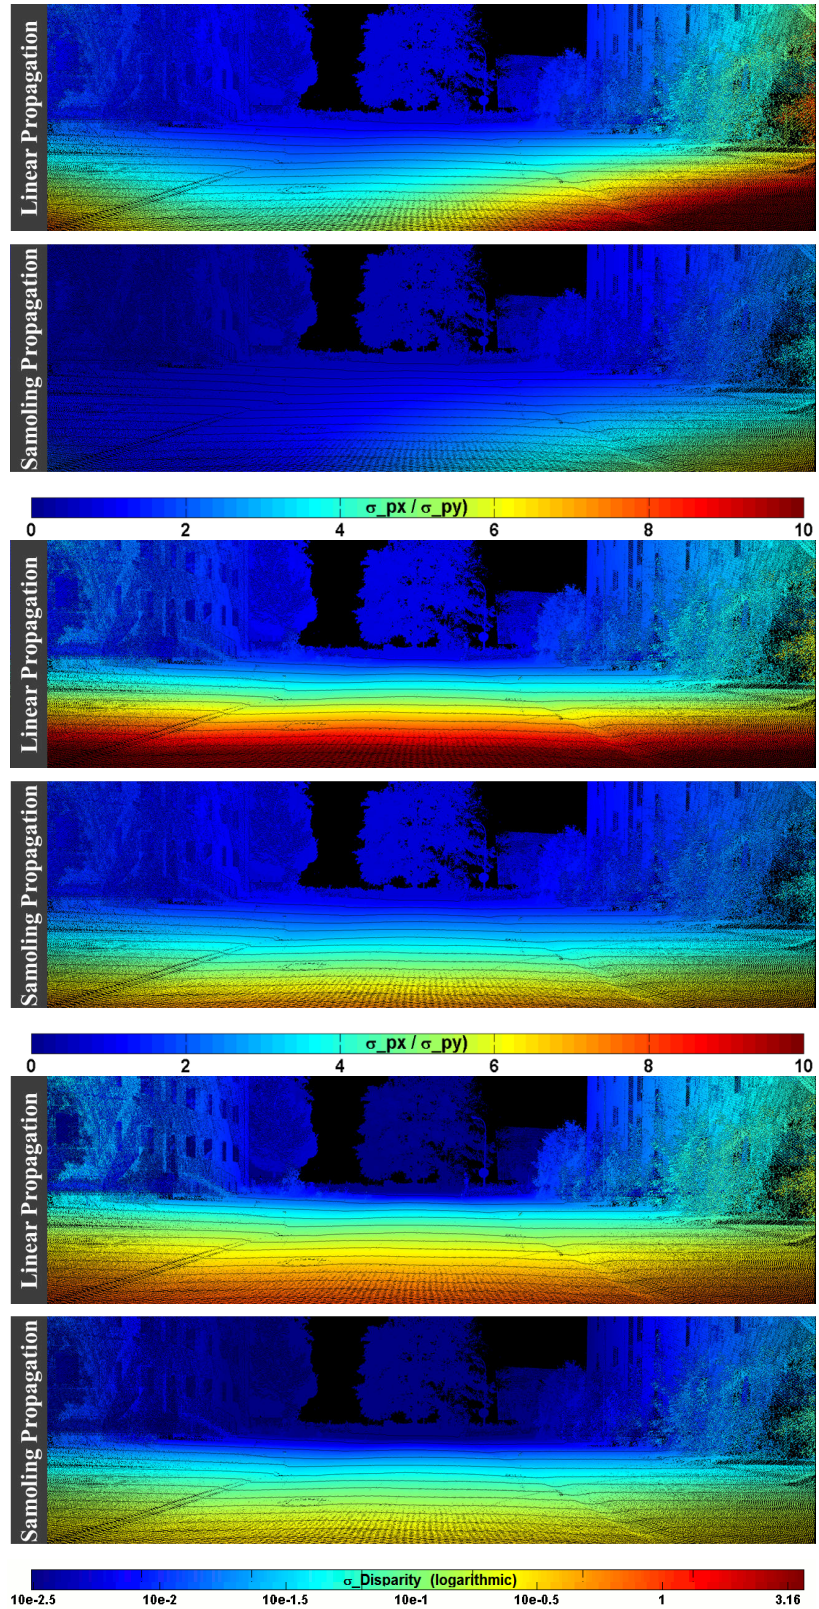 Linear Propagation
Samoling Propagation
σ_px / σ_py)
0 2 4 6 8 10
Linear Propagation
Samoling Propagation
σ_px / σ_py)
0 2 4 6 8 10
Linear Propagation
Samoling Propagation
σ_Disparity (logarithmic)
10e-2.5 10e-2 10e-1.5 10e-1 10e-0.5 1 3.16